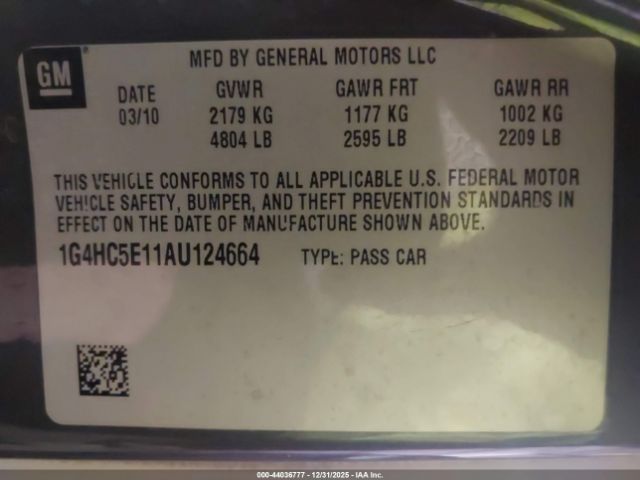 GM
MFD BY GENERAL MOTORS LLC
DATE GVWR GAWR FRT GAWR RR
03/10 2179 KG 1177 KG 1002 KG
4804 LB 2595 LB 2209 LB
THIS VEHICLE CONFORMS TO ALL APPLICABLE U.S. FEDERAL MOTOR
VEHICLE SAFETY, BUMPER, AND THEFT PREVENTION STANDARDS IN
EFFECT ON THE DATE OF MANUFACTURE SHOWN ABOVE.
1G4HC5E11AU124664 TYPE: PASS CAR
000-44036777 - 12/31/2025 - IAA Inc.